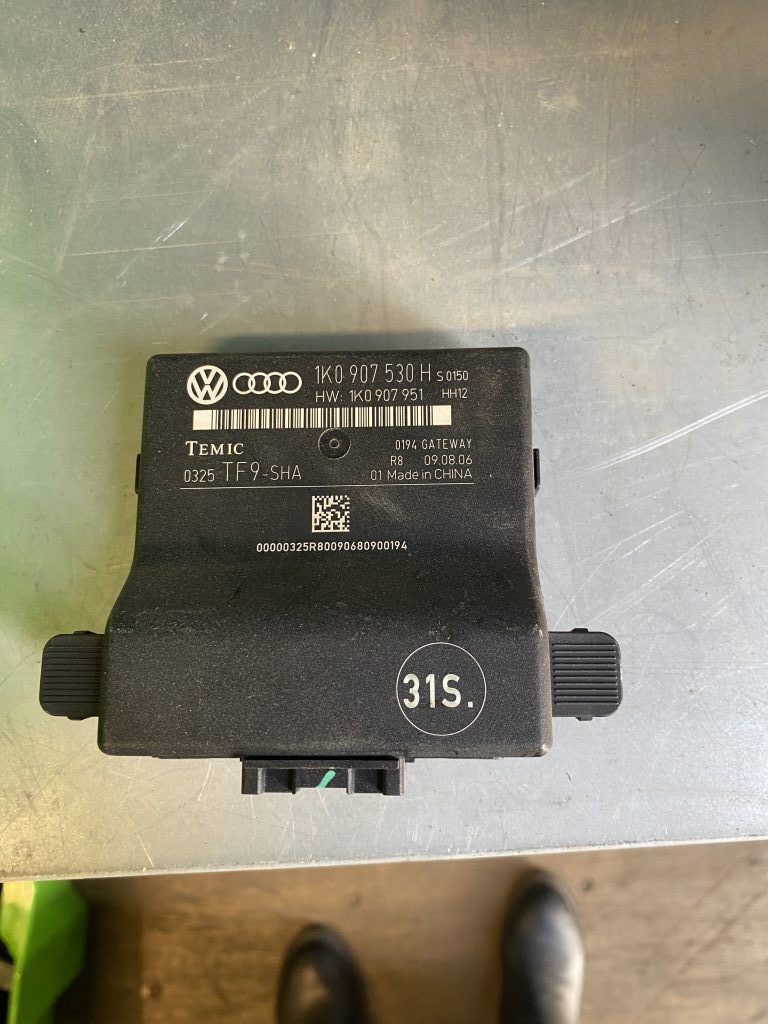 1K0 907 530 H S 0150
HW: 1K0 907 951 HH12
TEMIC
0194 GATEWAY
R8 09.08.06
0325 TF9-SHA
01 Made in CHINA
00000325R80090680900194
31S.